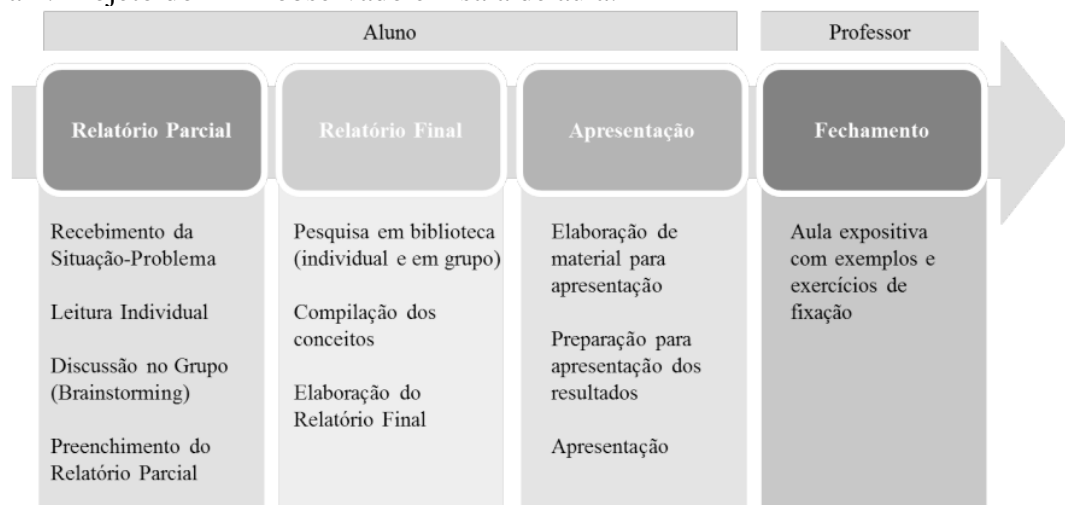 Aluno
Professor
Relatório Parcial
Relatório Final
Apresentação
Fechamento
Recebimento da
Situação-Problema
Leitura Individual
Discussão no Grupo
(Brainstorming)
Preenchimento do
Relatório Parcial
Pesquisa em biblioteca
(individual e em grupo)
Compilação dos
conceitos
Elaboração do
Relatório Final
Elaboração de
material para
apresentação
Preparação para
apresentação dos
resultados
Apresentação
Aula expositiva
com exemplos e
exercícios de
fixação